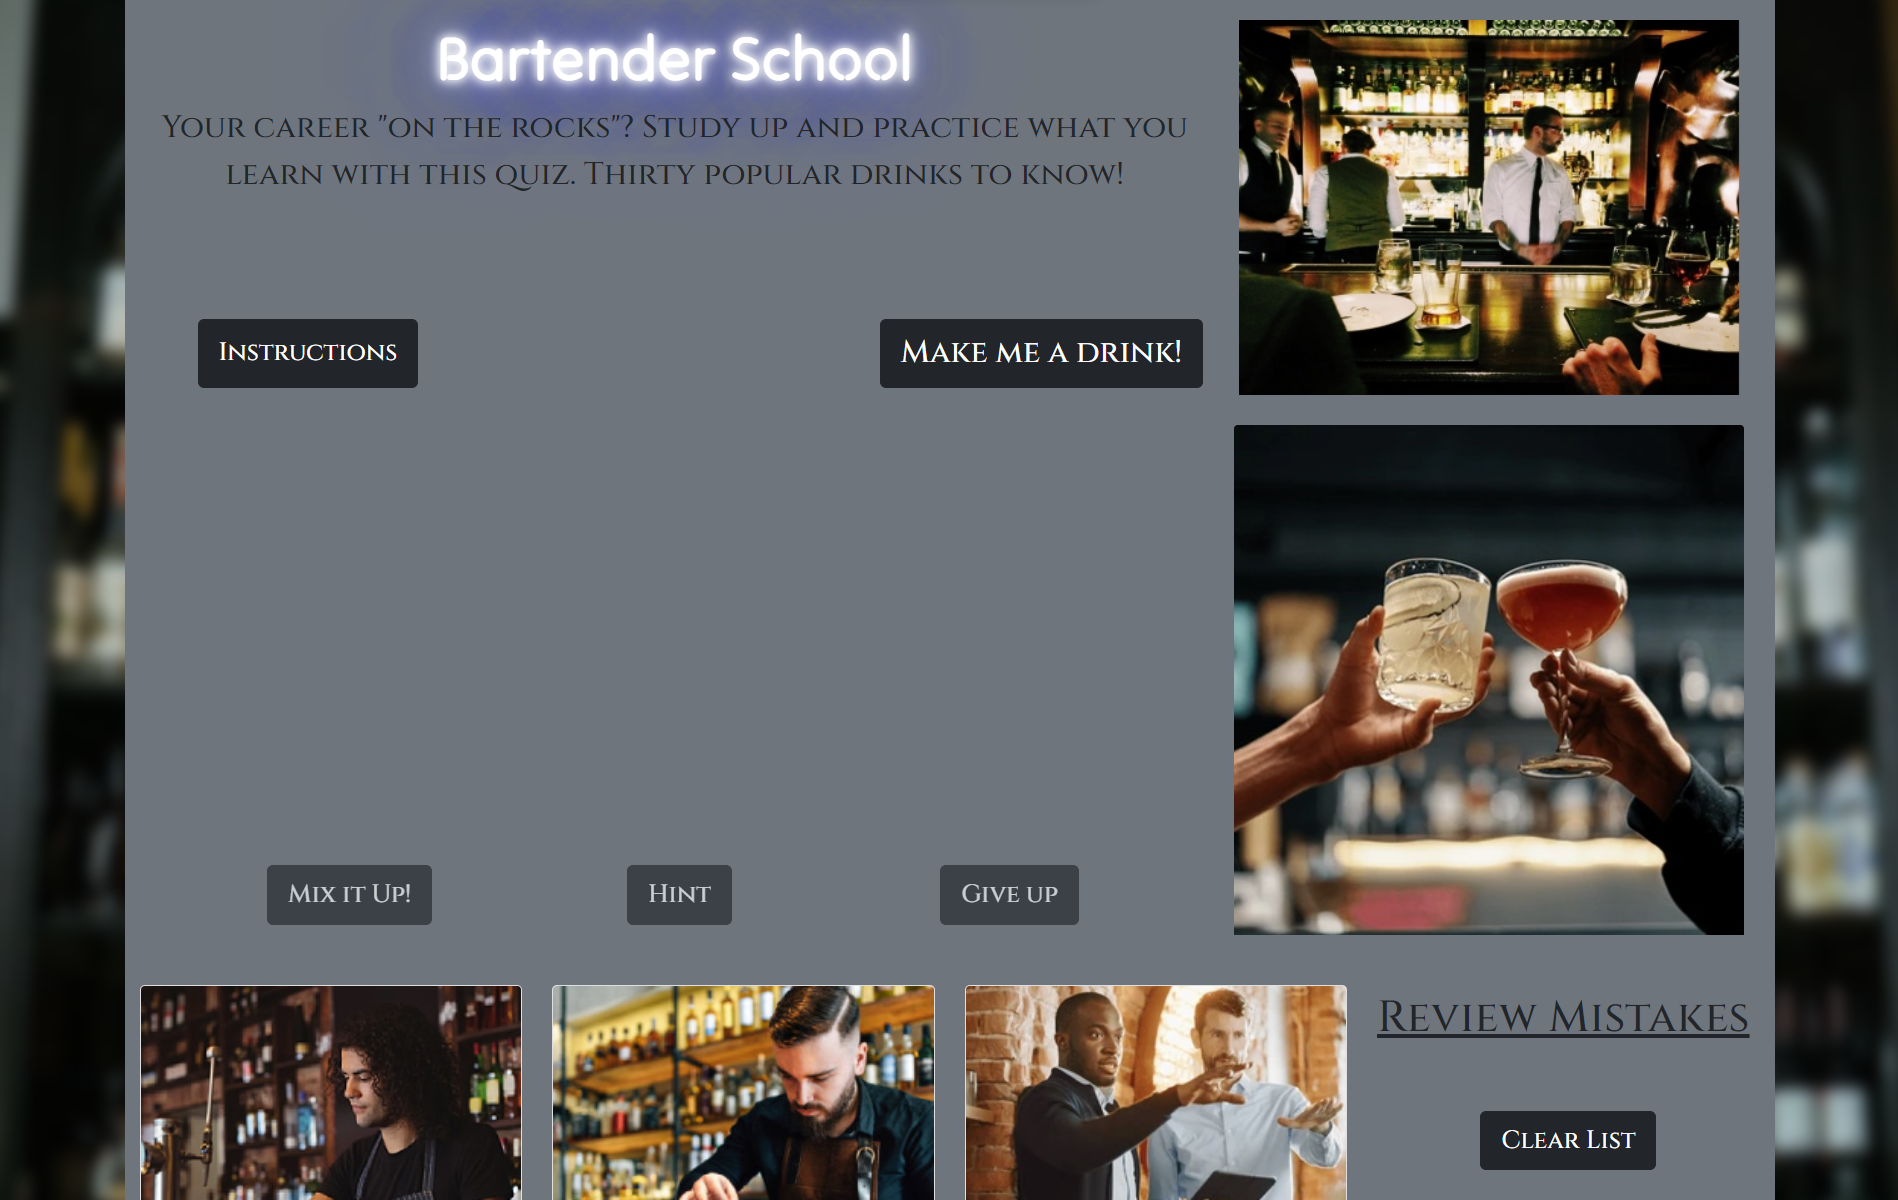 Bartender School
Your career "on the rocks"? Study up and practice what you
learn with this quiz. Thirty popular drinks to know!
Instructions
Make me a drink!
Mix it Up!
Hint
Give up
Review Mistakes
Clear List